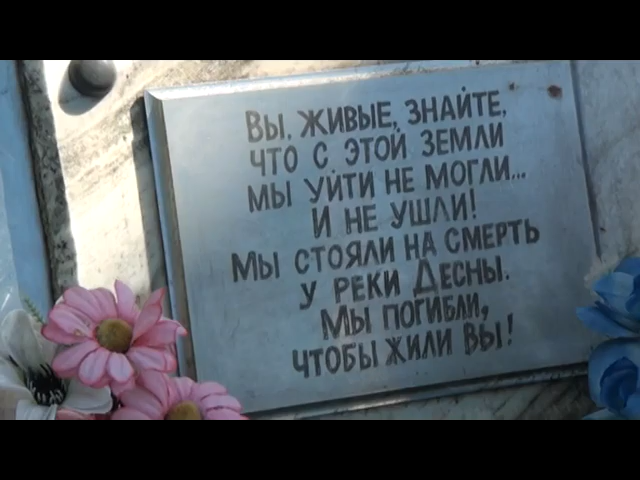 Вы, живые, знайте,
что с этой земли
мы уйти не могли...
и не ушли!
Мы стояли на смерть
у реки Десны.
Мы погибли,
чтобы жили вы!